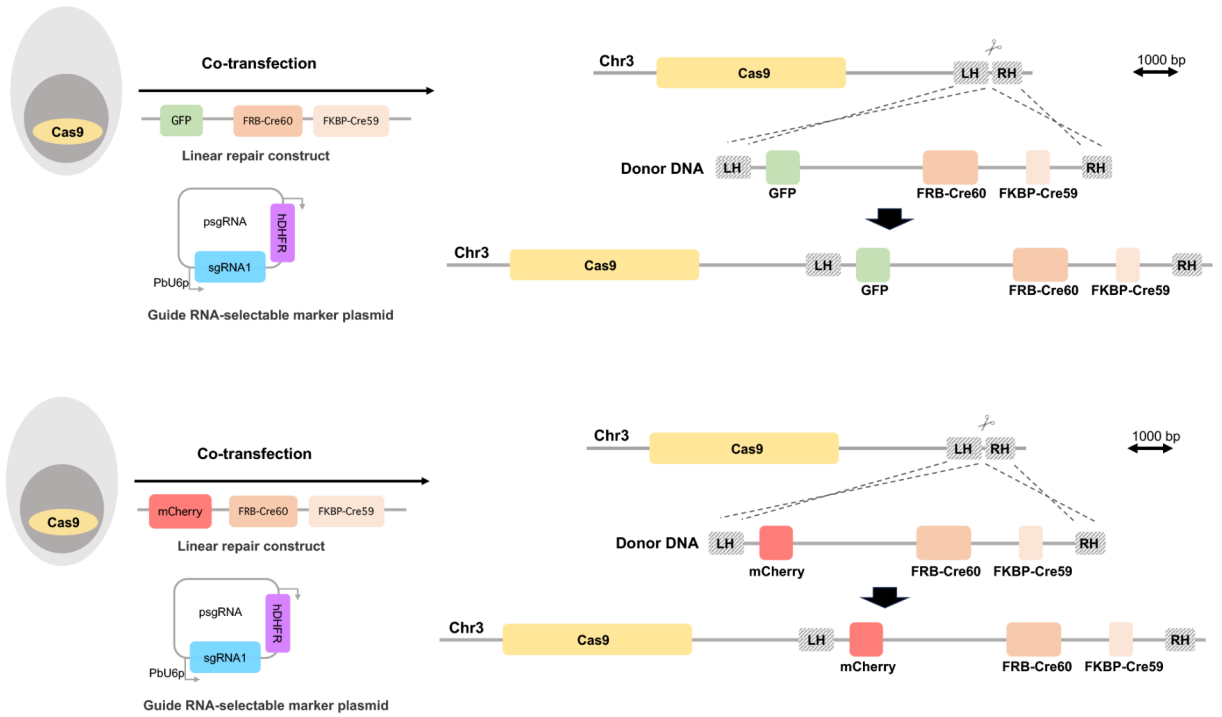 Co-transfection
Cas9
GFP
FRB-Cre60
FKBP-Cre59
Linear repair construct
psgRNA
hDHFR
sgRNA1
PbU6p
Guide RNA-selectable marker plasmid
Chr3
Cas9
LH
RH
1000 bp
Donor DNA
LH
GFP
FRB-Cre60
FKBP-Cre59
RH
Chr3
Cas9
LH
GFP
FRB-Cre60
FKBP-Cre59
RH
Co-transfection
Cas9
mCherry
FRB-Cre60
FKBP-Cre59
Linear repair construct
psgRNA
hDHFR
sgRNA1
PbU6p
Guide RNA-selectable marker plasmid
Chr3
Cas9
LH
RH
1000 bp
Donor DNA
LH
mCherry
FRB-Cre60
FKBP-Cre59
RH
Chr3
Cas9
LH
mCherry
FRB-Cre60
FKBP-Cre59
RH